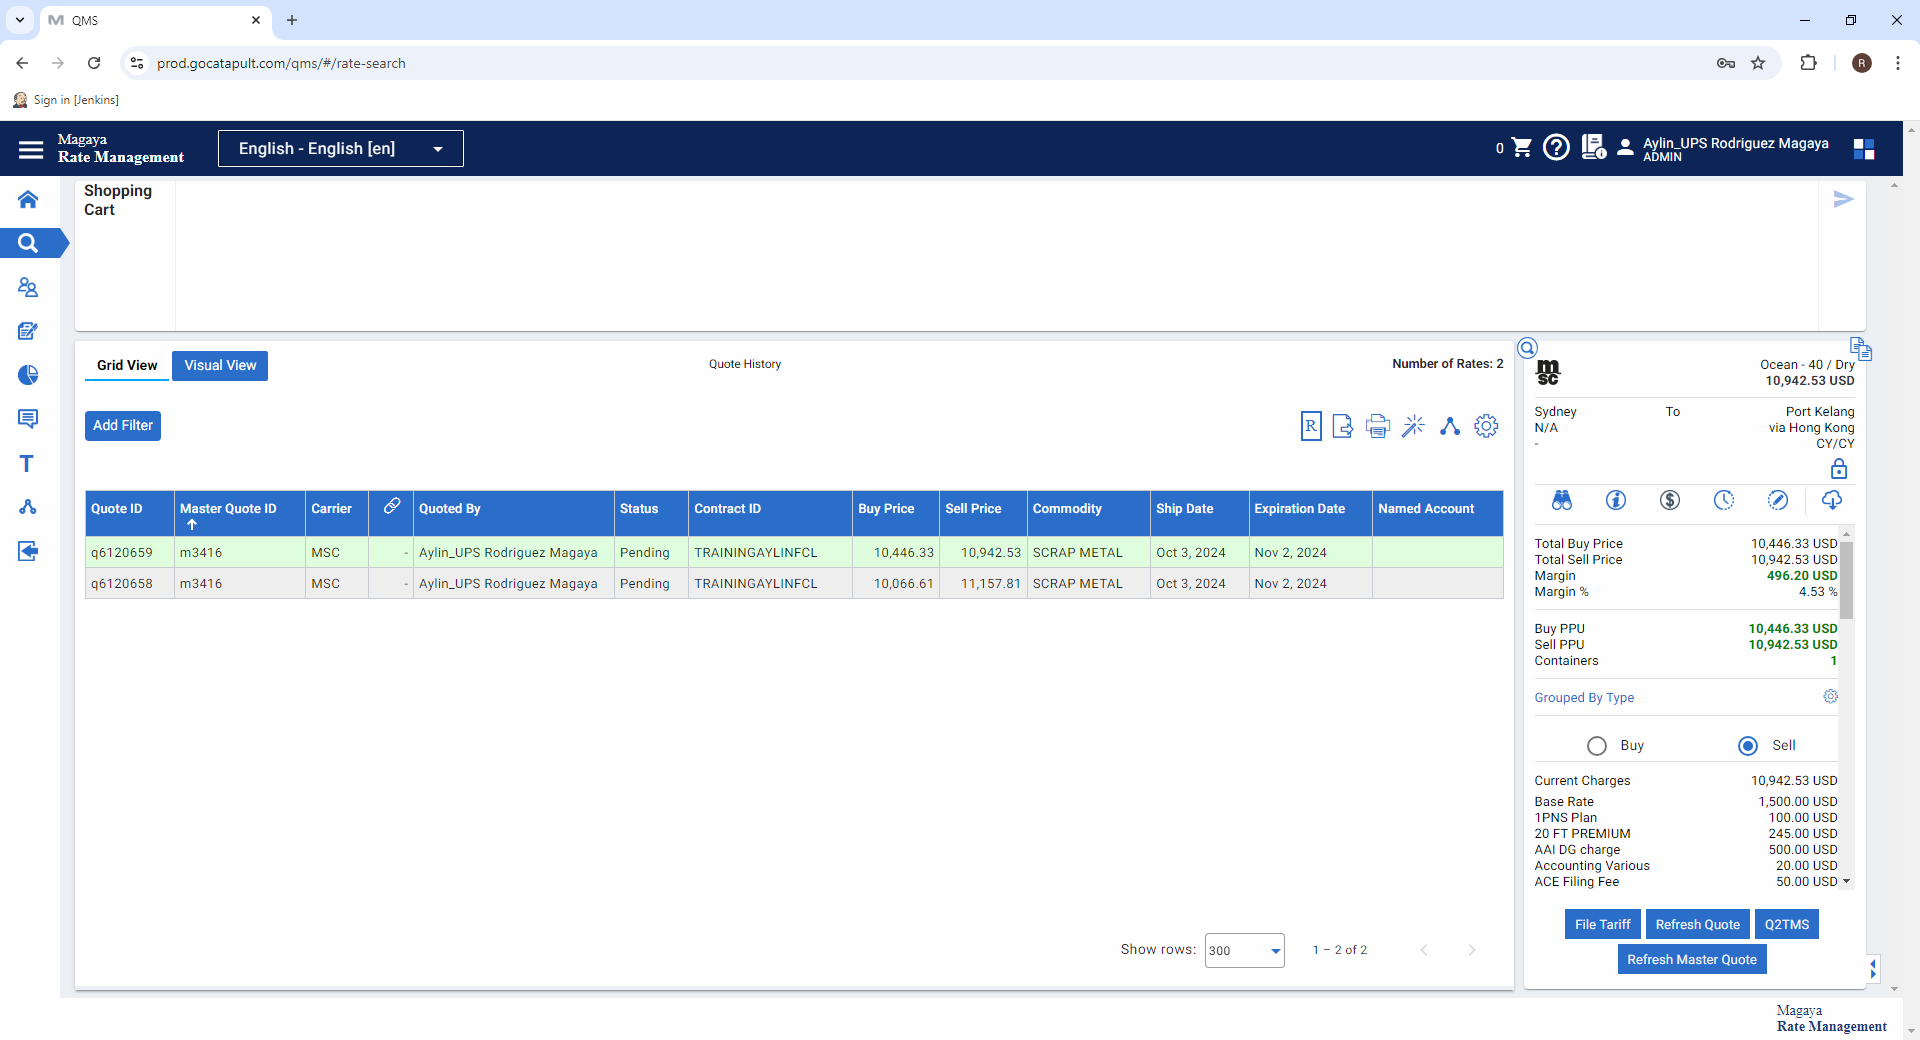 QMS
prod.gocatapult.com/qms/#/rate-search
R
Sign in [Jenkins]
Magaya
Rate Management
English - English [en]
0
Aylin_UPS Rodriguez Magaya
ADMIN
Shopping
Cart
Grid View
Visual View
Quote History
Number of Rates: 2
Add Filter
R
Quote ID Master Quote ID Carrier Quoted By Status Contract ID Buy Price Sell Price Commodity Ship Date Expiration Date Named Account
q6120659 m3416 MSC - Aylin_UPS Rodriguez Magaya Pending TRAININGAYLINFCL 10,446.33 10,942.53 SCRAP METAL Oct 3, 2024 Nov 2, 2024
q6120658 m3416 MSC - Aylin_UPS Rodriguez Magaya Pending TRAININGAYLINFCL 10,066.61 11,157.81 SCRAP METAL Oct 3, 2024 Nov 2, 2024
Show rows: 300 1 – 2 of 2
T
msc
Ocean - 40 / Dry
10,942.53 USD
Sydney To Port Kelang
N/A via Hong Kong
- CY/CY
Total Buy Price 10,446.33 USD
Total Sell Price 10,942.53 USD
Margin 496.20 USD
Margin % 4.53 %
Buy PPU 10,446.33 USD
Sell PPU 10,942.53 USD
Containers 1
Grouped By Type
Buy Sell
Current Charges 10,942.53 USD
Base Rate 1,500.00 USD
1PNS Plan 100.00 USD
20 FT PREMIUM 245.00 USD
AAI DG charge 500.00 USD
Accounting Various 20.00 USD
ACE Filing Fee 50.00 USD
File Tariff Refresh Quote Q2TMS
Refresh Master Quote
Magaya
Rate Management